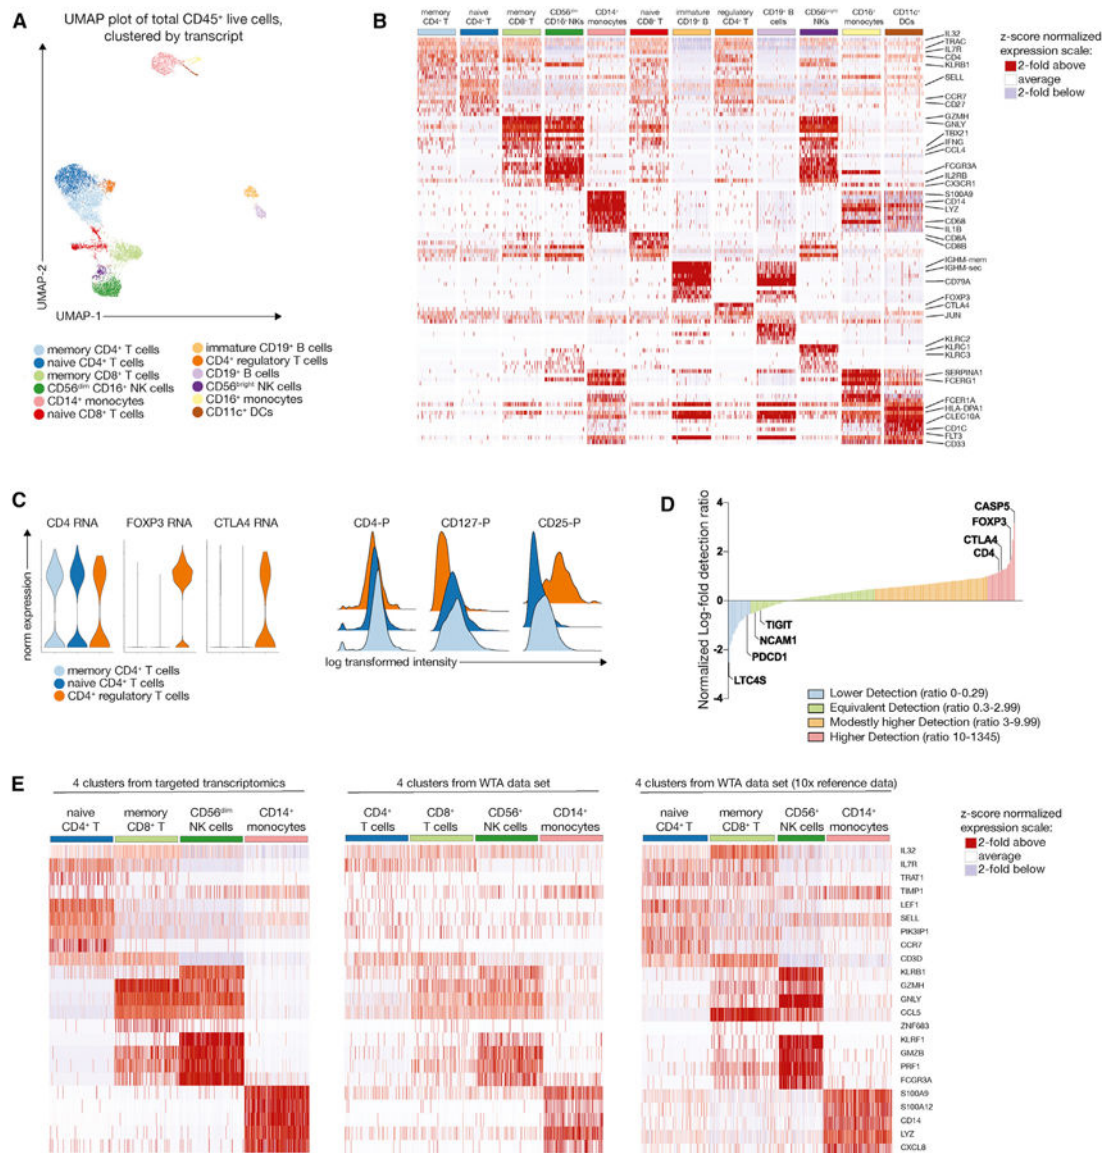 A
UMAP plot of total CD45⁺ live cells,
clustered by transcript
UMAP-2
UMAP-1
memory CD4⁺ T cells
naive CD4⁺ T cells
memory CD8⁺ T cells
CD56ᵈⁱᵐ CD16⁺ NK cells
CD14⁺ monocytes
naive CD8⁺ T cells
immature CD19⁺ B cells
CD4⁺ regulatory T cells
CD19⁺ B cells
CD56ᵇʳⁱᵍʰᵗ NK cells
CD16⁺ monocytes
CD11c⁺ DCs
B
memory CD4⁺ T
naive CD4⁺ T
memory CD8⁺ T
CD56ᵈⁱᵐ CD16⁺ NKs
CD14⁺ monocytes
naive CD8⁺ T
immature CD19⁺ B
regulatory CD4⁺ T
CD19⁺ B cells
CD56ᵇʳⁱᵍʰᵗ NKs
CD16⁺ monocytes
CD11c⁺ DCs
IL32
TRAC
IL7R
CD4
KLRB1
SELL
CCR7
CD27
GZMH
GNLY
TBX21
IFNG
CCL4
FCGR3A
IL2RB
CX3CR1
S100A9
CD14
LYZ
CD68
IL1B
CD8A
CD8B
IGHM-mem
IGHM-sec
CD79A
FOXP3
CTLA4
JUN
KLRC2
KLRC1
KLRC3
SERPINA1
FCERG1
FCER1A
HLA-DPA1
CLEC10A
CD1C
FLT3
CD33
z-score normalized
expression scale:
2-fold above
average
2-fold below
C
CD4 RNA
FOXP3 RNA
CTLA4 RNA
norm expression
memory CD4⁺ T cells
naive CD4⁺ T cells
CD4⁺ regulatory T cells
CD4-P
CD127-P
CD25-P
log transformed intensity
D
Normalized Log-fold detection ratio
4
2
0
-2
-4
CASP5
FOXP3
CTLA4
CD4
TIGIT
NCAM1
PDCD1
LTC4S
Lower Detection (ratio 0-0.29)
Equivalent Detection (ratio 0.3-2.99)
Modestly higher Detection (ratio 3-9.99)
Higher Detection (ratio 10-1345)
E
4 clusters from targeted transcriptomics
naive CD4⁺ T
memory CD8⁺ T
CD56ᵈⁱᵐ NK cells
CD14⁺ monocytes
4 clusters from WTA data set
CD4⁺ T cells
CD8⁺ T cells
CD56⁺ NK cells
CD14⁺ monocytes
4 clusters from WTA data set (10x reference data)
naive CD4⁺ T
memory CD8⁺ T
CD56⁺ NK cells
CD14⁺ monocytes
IL32
IL7R
TRAT1
TIMP1
LEF1
SELL
PIK3IP1
CCR7
CD3D
KLRB1
GZMH
GNLY
CCL5
ZNF683
KLRF1
GMZB
PRF1
FCGR3A
S100A9
S100A12
CD14
LYZ
CXCL8
z-score normalized
expression scale:
2-fold above
average
2-fold below